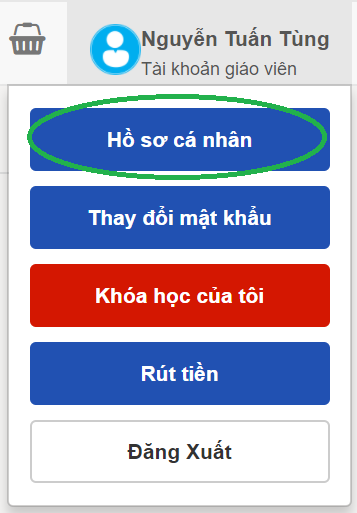 Nguyễn Tuấn Tùng
Tài khoản giáo viên
Hồ sơ cá nhân
Thay đổi mật khẩu
Khóa học của tôi
Rút tiền
Đăng Xuất